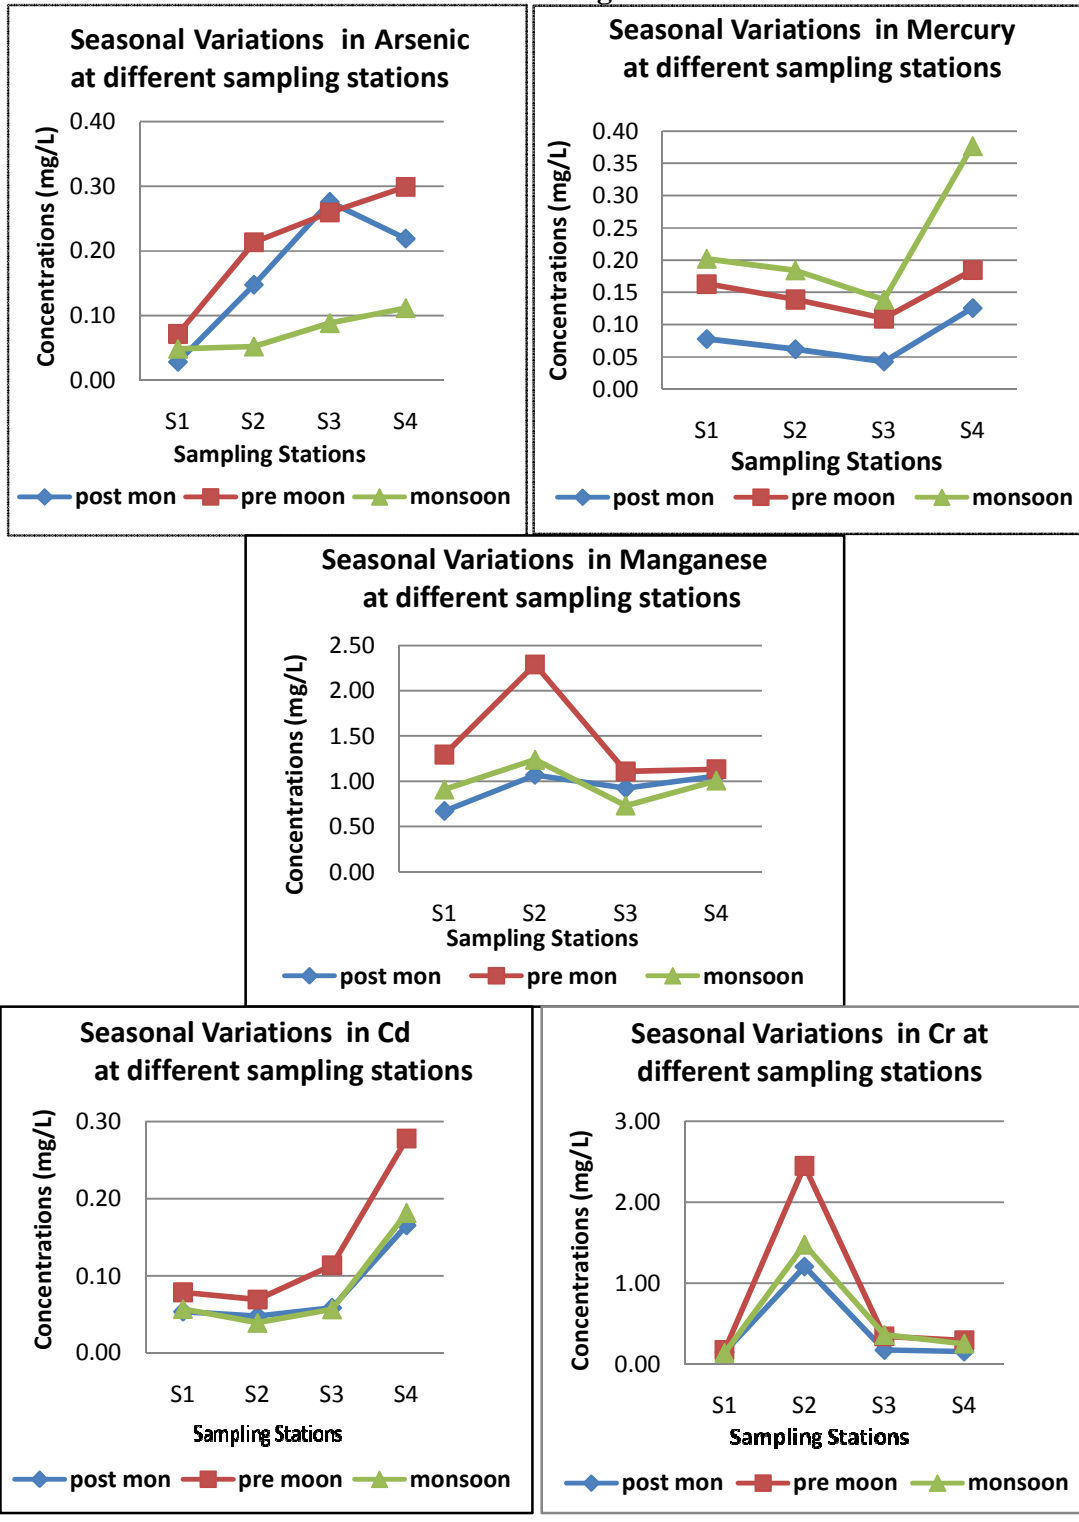 g
Seasonal Variations in Arsenic
at different sampling stations
Concentrations (mg/L)
0.40
0.30
0.20
0.10
0.00
S1 S2 S3 S4
Sampling Stations
post mon pre moon monsoon
Seasonal Variations in Mercury
at different sampling stations
Concentrations (mg/L)
0.40
0.35
0.30
0.25
0.20
0.15
0.10
0.05
0.00
S1 S2 S3 S4
Sampling Stations
post mon pre moon monsoon
Seasonal Variations in Manganese
at different sampling stations
Concentrations (mg/L)
2.50
2.00
1.50
1.00
0.50
0.00
S1 S2 S3 S4
Sampling Stations
post mon pre mon monsoon
Seasonal Variations in Cd
at different sampling stations
Concentrations (mg/L)
0.30
0.20
0.10
0.00
S1 S2 S3 S4
Sampling Stations
post mon pre moon monsoon
Seasonal Variations in Cr at
different sampling stations
Concentrations (mg/L)
3.00
2.00
1.00
0.00
S1 S2 S3 S4
Sampling Stations
post mon pre moon monsoon